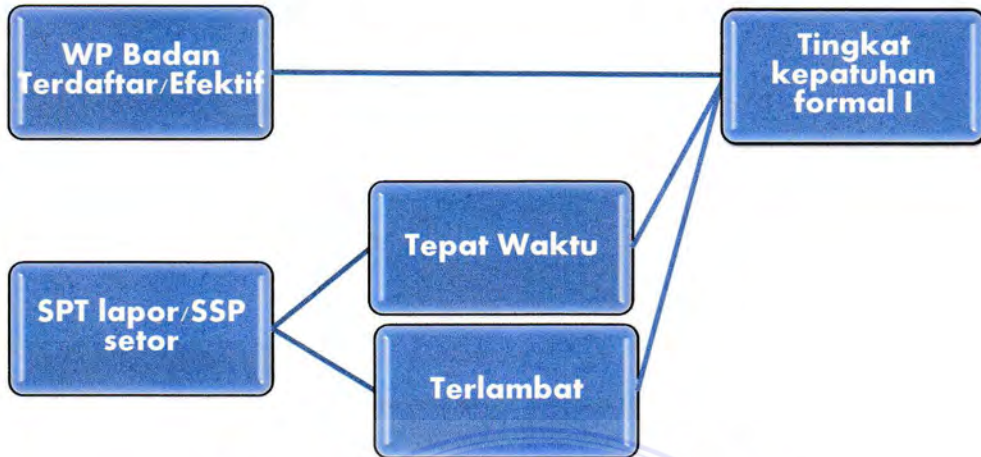 WP Badan
Terdaftar/Efektif
Tingkat
kepatuhan
formal I
Tepat Waktu
SPT lapor/SSP
setor
Terlambat